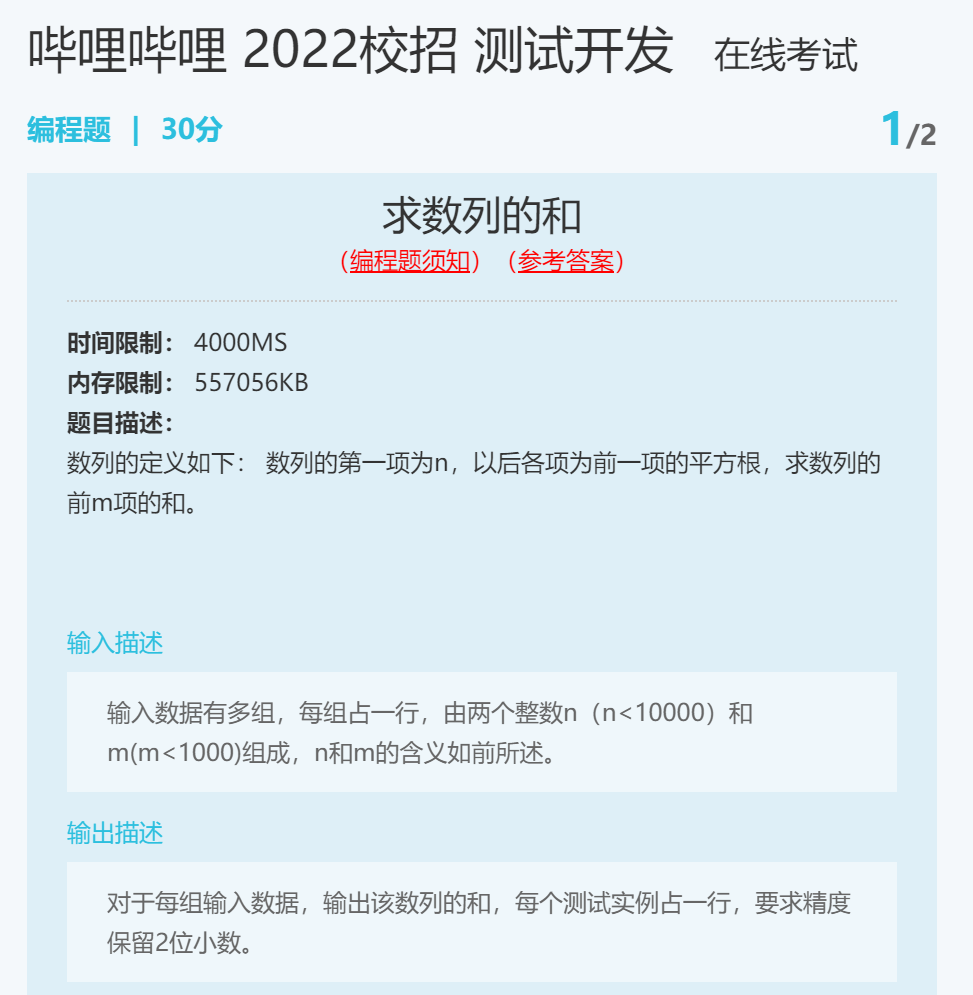 哔哩哔哩 2022校招 测试开发 在线考试
编程题 | 30分 1/2
求数列的和
（编程题须知）（参考答案）
时间限制： 4000MS
内存限制： 557056KB
题目描述：
数列的定义如下： 数列的第一项为n，以后各项为前一项的平方根，求数列的
前m项的和。
输入描述
输入数据有多组，每组占一行，由两个整数n（n<10000）和
m(m<1000)组成，n和m的含义如前所述。
输出描述
对于每组输入数据，输出该数列的和，每个测试实例占一行，要求精度
保留2位小数。